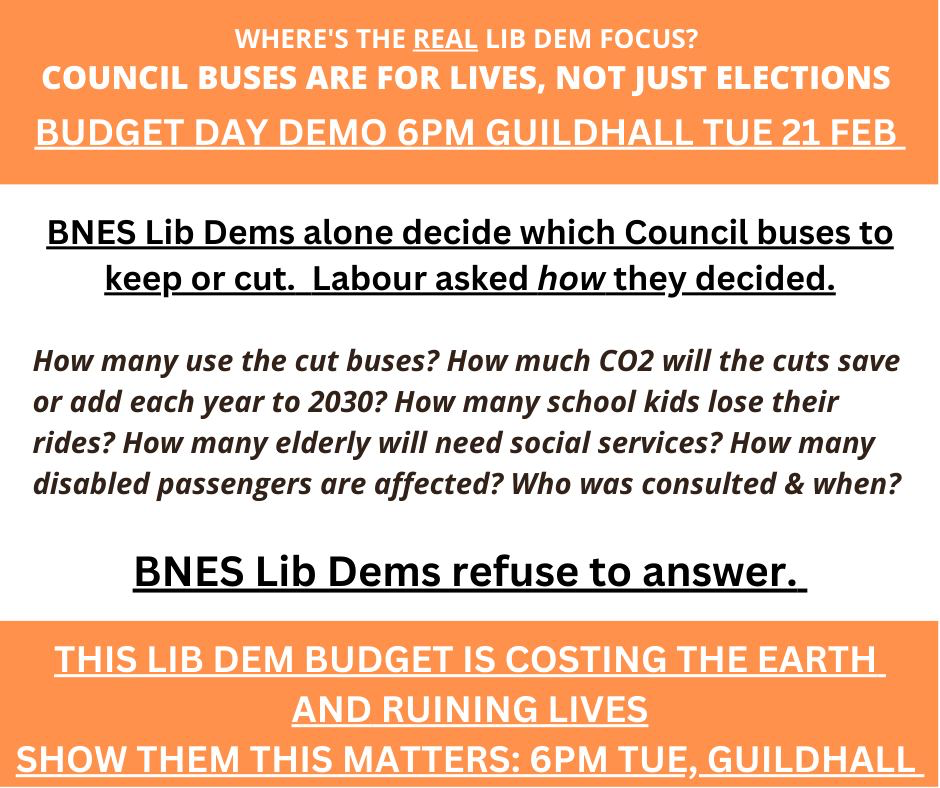 WHERE'S THE REAL LIB DEM FOCUS?
COUNCIL BUSES ARE FOR LIVES, NOT JUST ELECTIONS
BUDGET DAY DEMO 6PM GUILDHALL TUE 21 FEB
BNES Lib Dems alone decide which Council buses to
keep or cut.  Labour asked how they decided.
How many use the cut buses? How much CO2 will the cuts save
or add each year to 2030? How many school kids lose their
rides? How many elderly will need social services? How many
disabled passengers are affected? Who was consulted & when?
BNES Lib Dems refuse to answer.
THIS LIB DEM BUDGET IS COSTING THE EARTH
AND RUINING LIVES
SHOW THEM THIS MATTERS: 6PM TUE, GUILDHALL